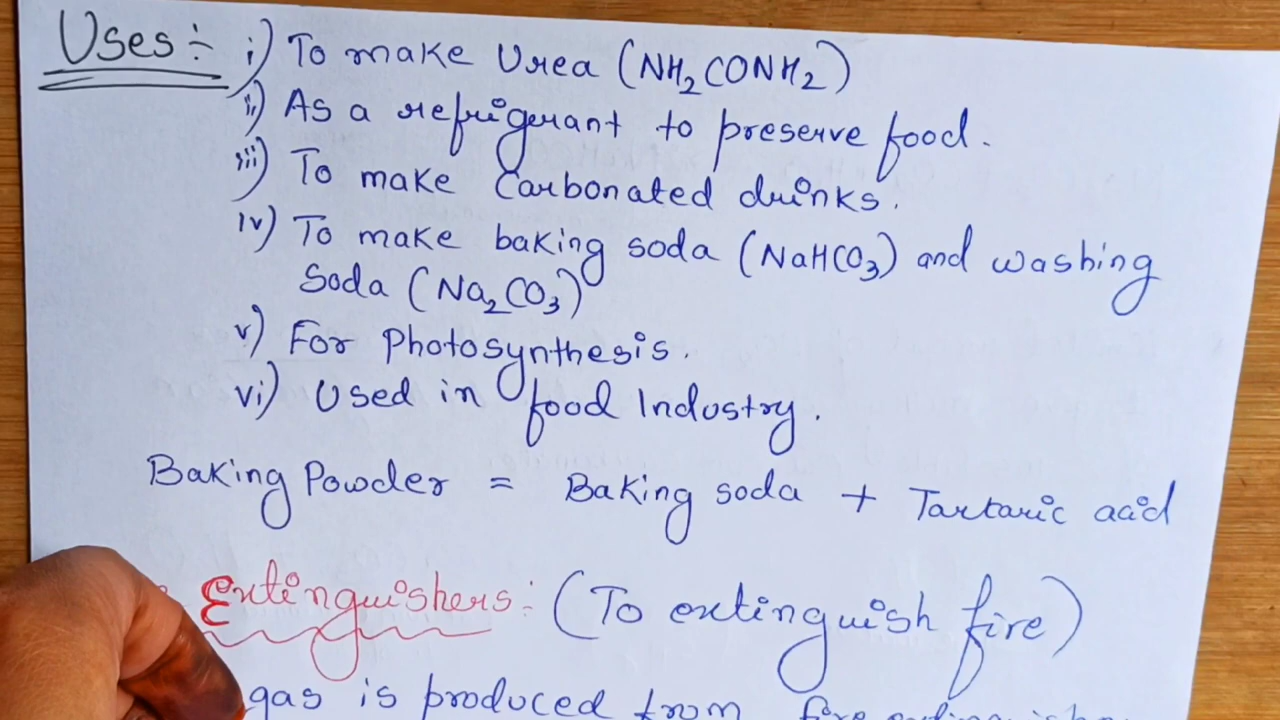 Uses :- i) To make Urea (NH₂CONH₂)
ii) As a refrigerant to preserve food.
iii) To make Carbonated drinks.
iv) To make baking soda (NaHCO₃) and washing
Soda (Na₂CO₃)
v) For Photosynthesis.
vi) Used in food Industry.
Baking Powder = Baking soda + Tartaric acid
Extinguishers :- (To extinguish fire)
gas is produced from fire